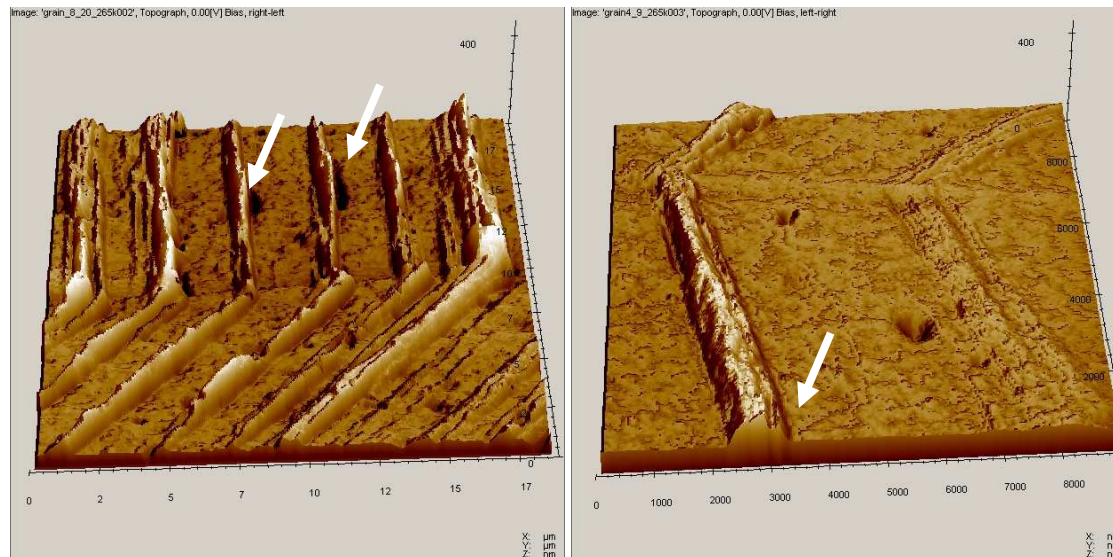 Image: 'grain_8_20_265k002', Topograph, 0.00[V] Bias, right-left
400
17
15
12
10
7
5
0
0 2 5 7 10 12 15 17
X: µm
Y: µm
Z: nm
Image: 'grain4_9_265k003', Topograph, 0.00[V] Bias, left-right
400
0
8000
6000
4000
2000
0 1000 2000 3000 4000 5000 6000 7000 8000
X: n
Y: n
Z: n